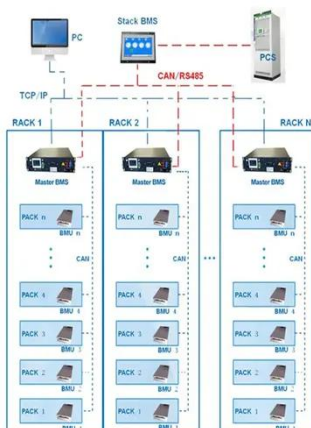 Stack BMS
PC
PCS
CAN/RS485
TCP/IP
RACK 1
RACK 2
RACK N
Master BMS
Master BMS
Master BMS
PACK n
BMU n
PACK n
BMU n
PACK n
BMU n
CAN
CAN
CAN
PACK 4
BMU 4
PACK 4
BMU 4
PACK 4
BMU 4
PACK 3
BMU 3
PACK 3
BMU 3
PACK 3
BMU 3
PACK 2
BMU 2
PACK 2
BMU 2
PACK 2
BMU 2
PACK 1
PACK 1
PACK 1